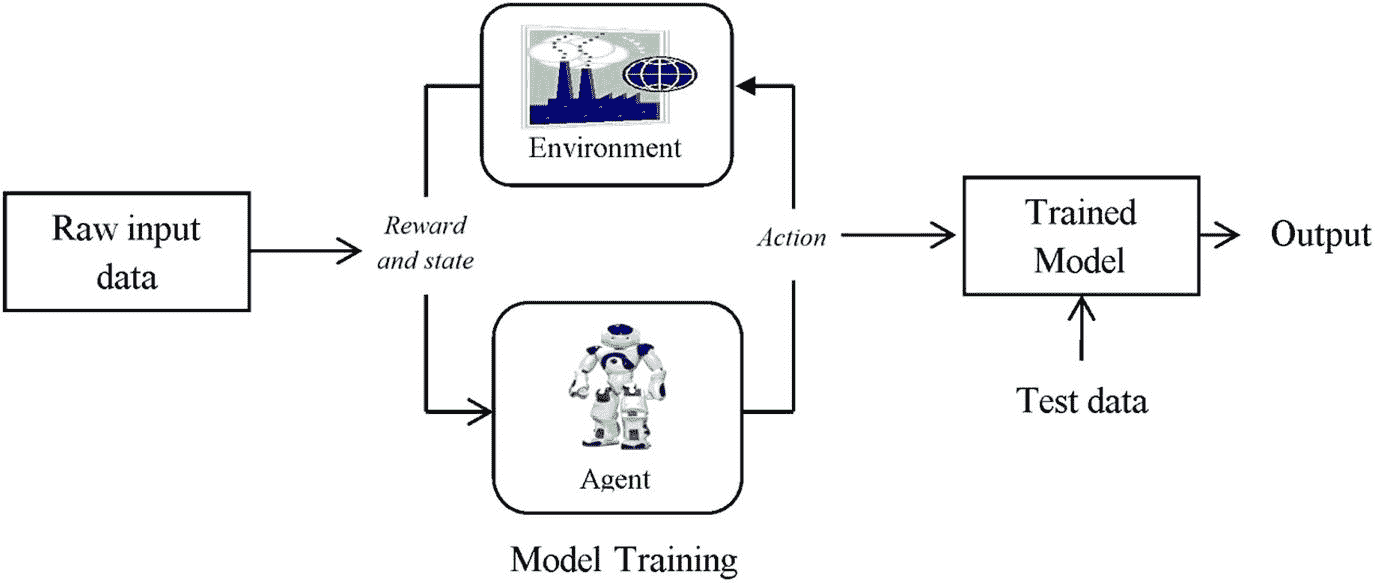 Environment
Raw input
data
Reward
and state
Action
Trained
Model
Output
Agent
Test data
Model Training